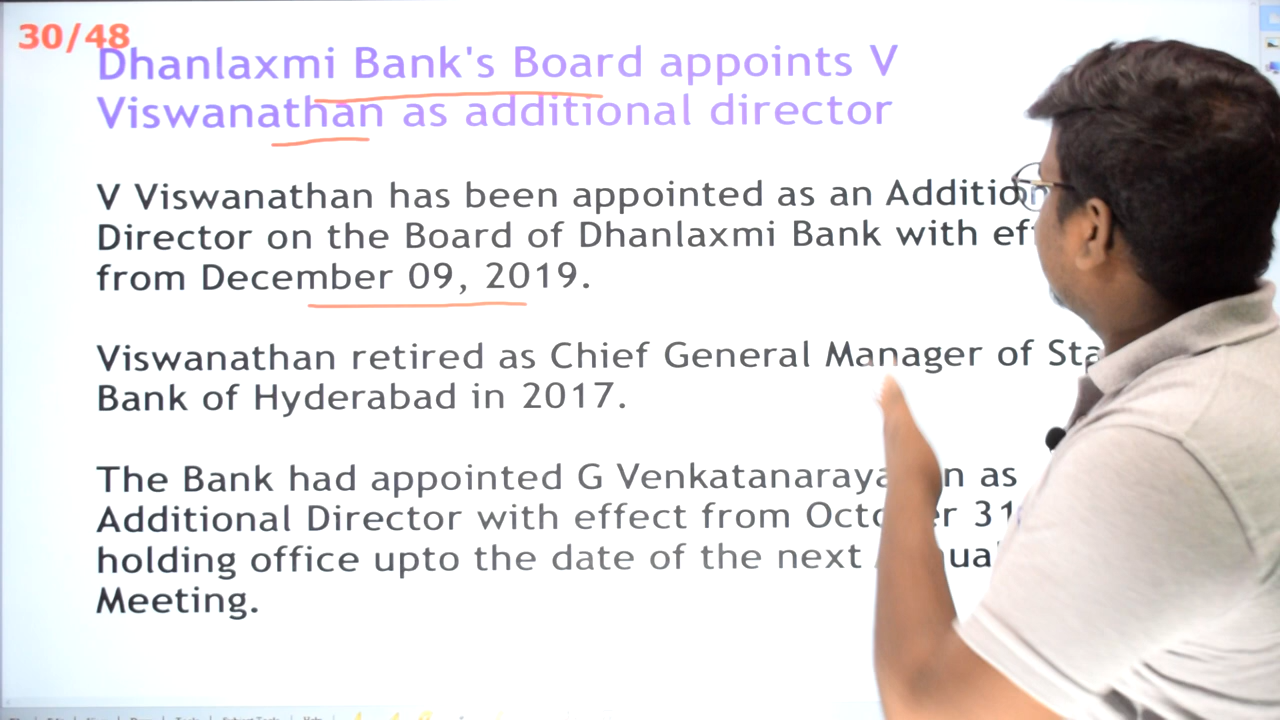 30/48
Dhanlaxmi Bank's Board appoints V
Viswanathan as additional director
V Viswanathan has been appointed as an
Director on the Board of Dhanlaxmi Bank with
from December 09, 2019.
Viswanathan retired as Chief General Manager of
Bank of Hyderabad in 2017.
The Bank had appointed G as
Additional Director with effect from 31
holding office upto the date of the next
Meeting.